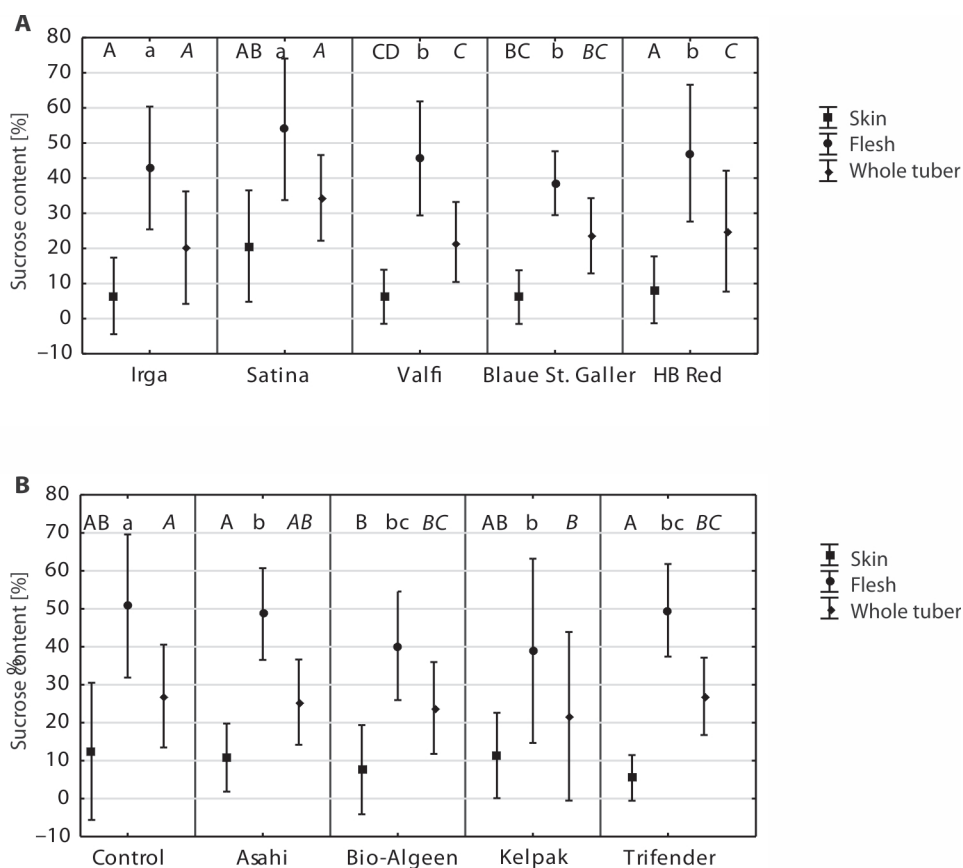 A
80
A a A AB a A CD b C BC b BC A b C
70
60
50
40
30
20
10
0
–10
Sucrose content [%]
Irga Satina Valfi Blaue St. Galler HB Red
Skin
Flesh
Whole tuber
B
80
70
AB a A A b AB B bc BC AB b B A bc BC
60
50
40
30
20
10
0
–10
Sucrose content [%]
%
Control Asahi Bio-Algeen Kelpak Trifender
Skin
Flesh
Whole tuber